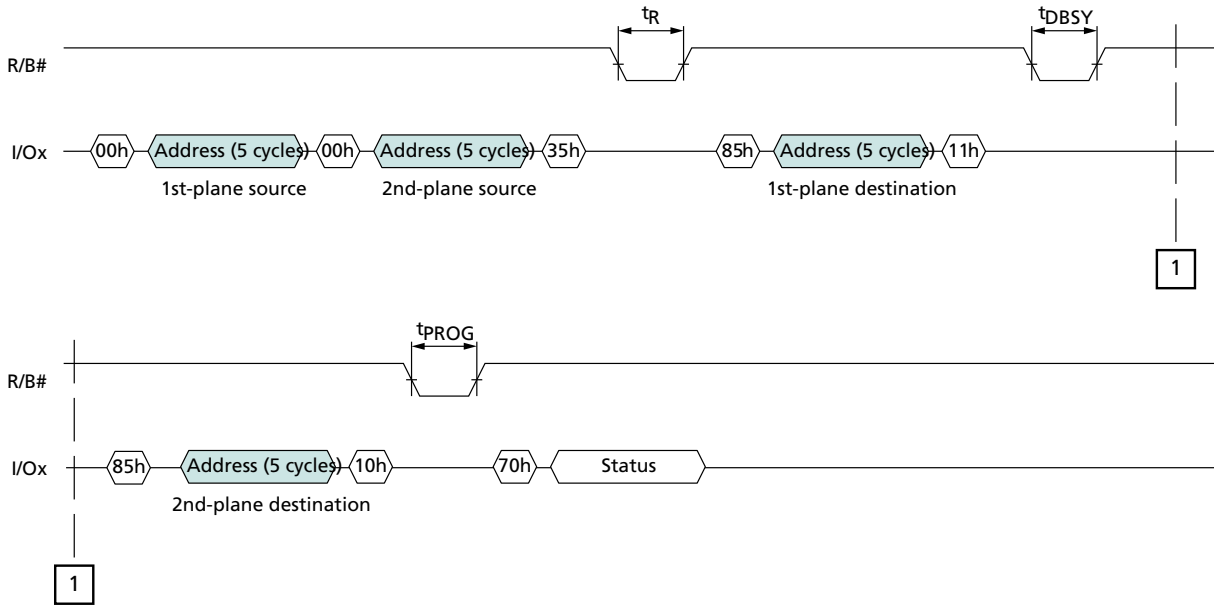 tR tDBSY
R/B#
I/Ox 00h Address (5 cycles) 00h Address (5 cycles) 35h 85h Address (5 cycles) 11h
1st-plane source 2nd-plane source 1st-plane destination
1
tPROG
R/B#
I/Ox 85h Address (5 cycles) 10h 70h Status
2nd-plane destination
1